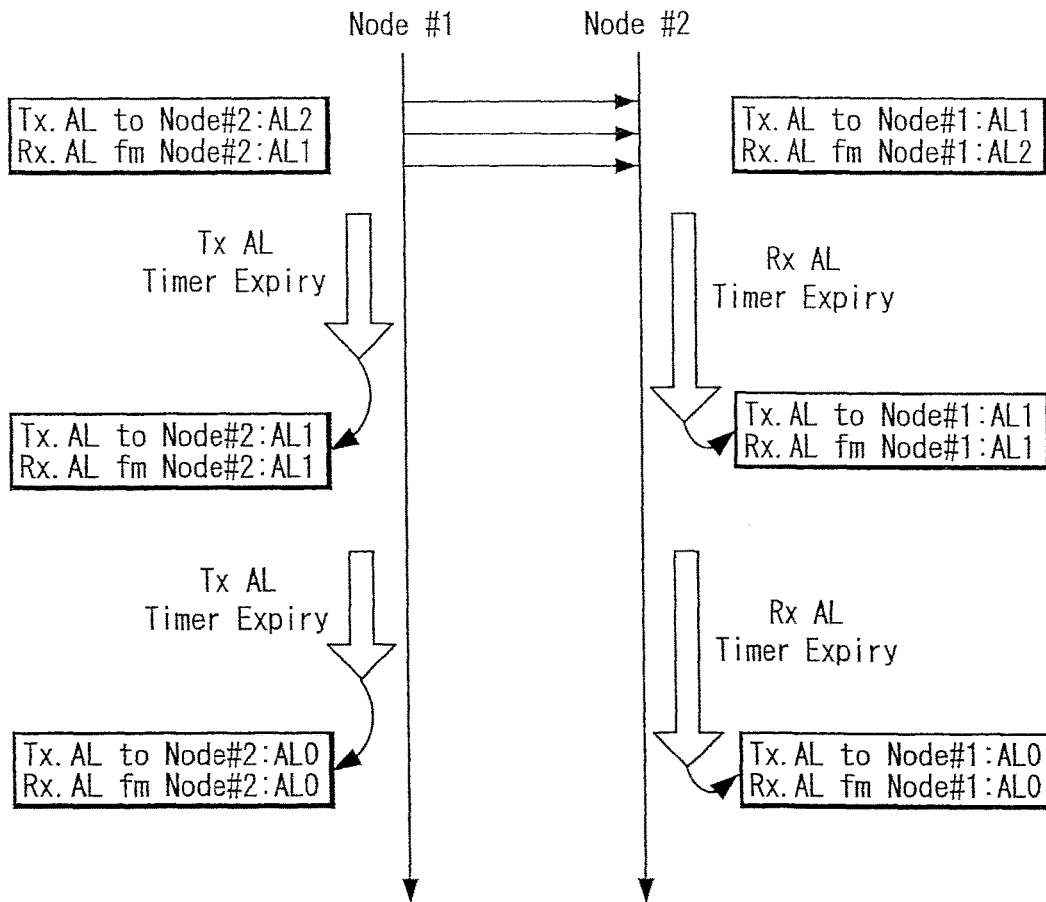 Node #1
Node #2
Tx.AL to Node#2:AL2
Rx.AL fm Node#2:AL1
Tx.AL to Node#1:AL1
Rx.AL fm Node#1:AL2
Tx AL
Timer Expiry
Rx AL
Timer Expiry
Tx.AL to Node#2:AL1
Rx.AL fm Node#2:AL1
Tx.AL to Node#1:AL1
Rx.AL fm Node#1:AL1
Tx AL
Timer Expiry
Rx AL
Timer Expiry
Tx.AL to Node#2:AL0
Rx.AL fm Node#2:AL0
Tx.AL to Node#1:AL0
Rx.AL fm Node#1:AL0